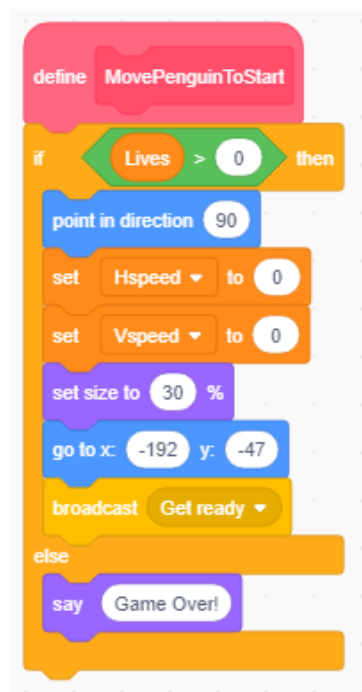 define MovePenguinToStart
if Lives > 0 then
point in direction 90
set Hspeed to 0
set Vspeed to 0
set size to 30 %
go to x: -192 y: -47
broadcast Get ready
else
say Game Over!